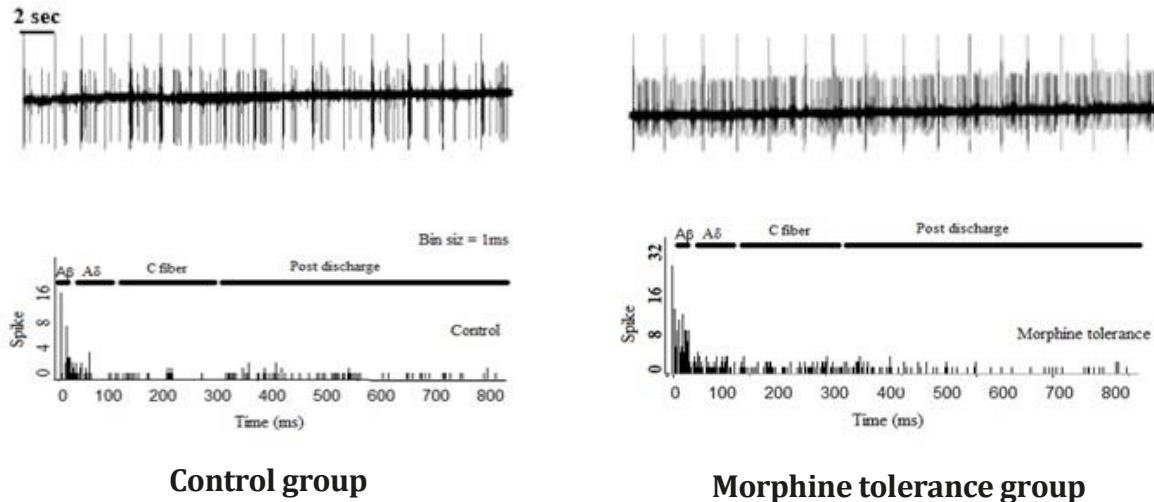 2 sec
Bin siz = 1ms
Aβ Aδ C fiber Post discharge
16
8
4
0
Spike
Control
0 100 200 300 400 500 600 700 800
Time (ms)
Control group
Aβ Aδ C fiber Post discharge
32
16
8
0
Spike
Morphine tolerance
0 100 200 300 400 500 600 700 800
Time (ms)
Morphine tolerance group